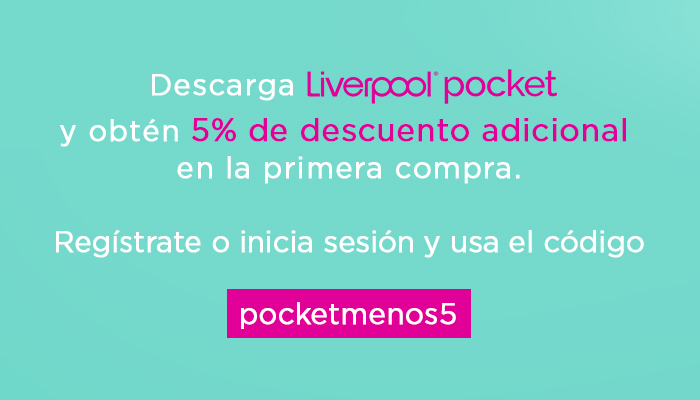 Descarga Liverpool® pocket
y obtén 5% de descuento adicional
en la primera compra.
Regístrate o inicia sesión y usa el código
pocketmenos5